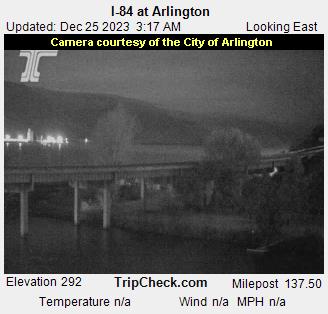 I-84 at Arlington
Updated: Dec 25 2023 3:17 AM Looking East
Camera courtesy of the City of Arlington
Elevation 292 TripCheck.com Milepost 137.50
Temperature n/a Wind n/a MPH n/a